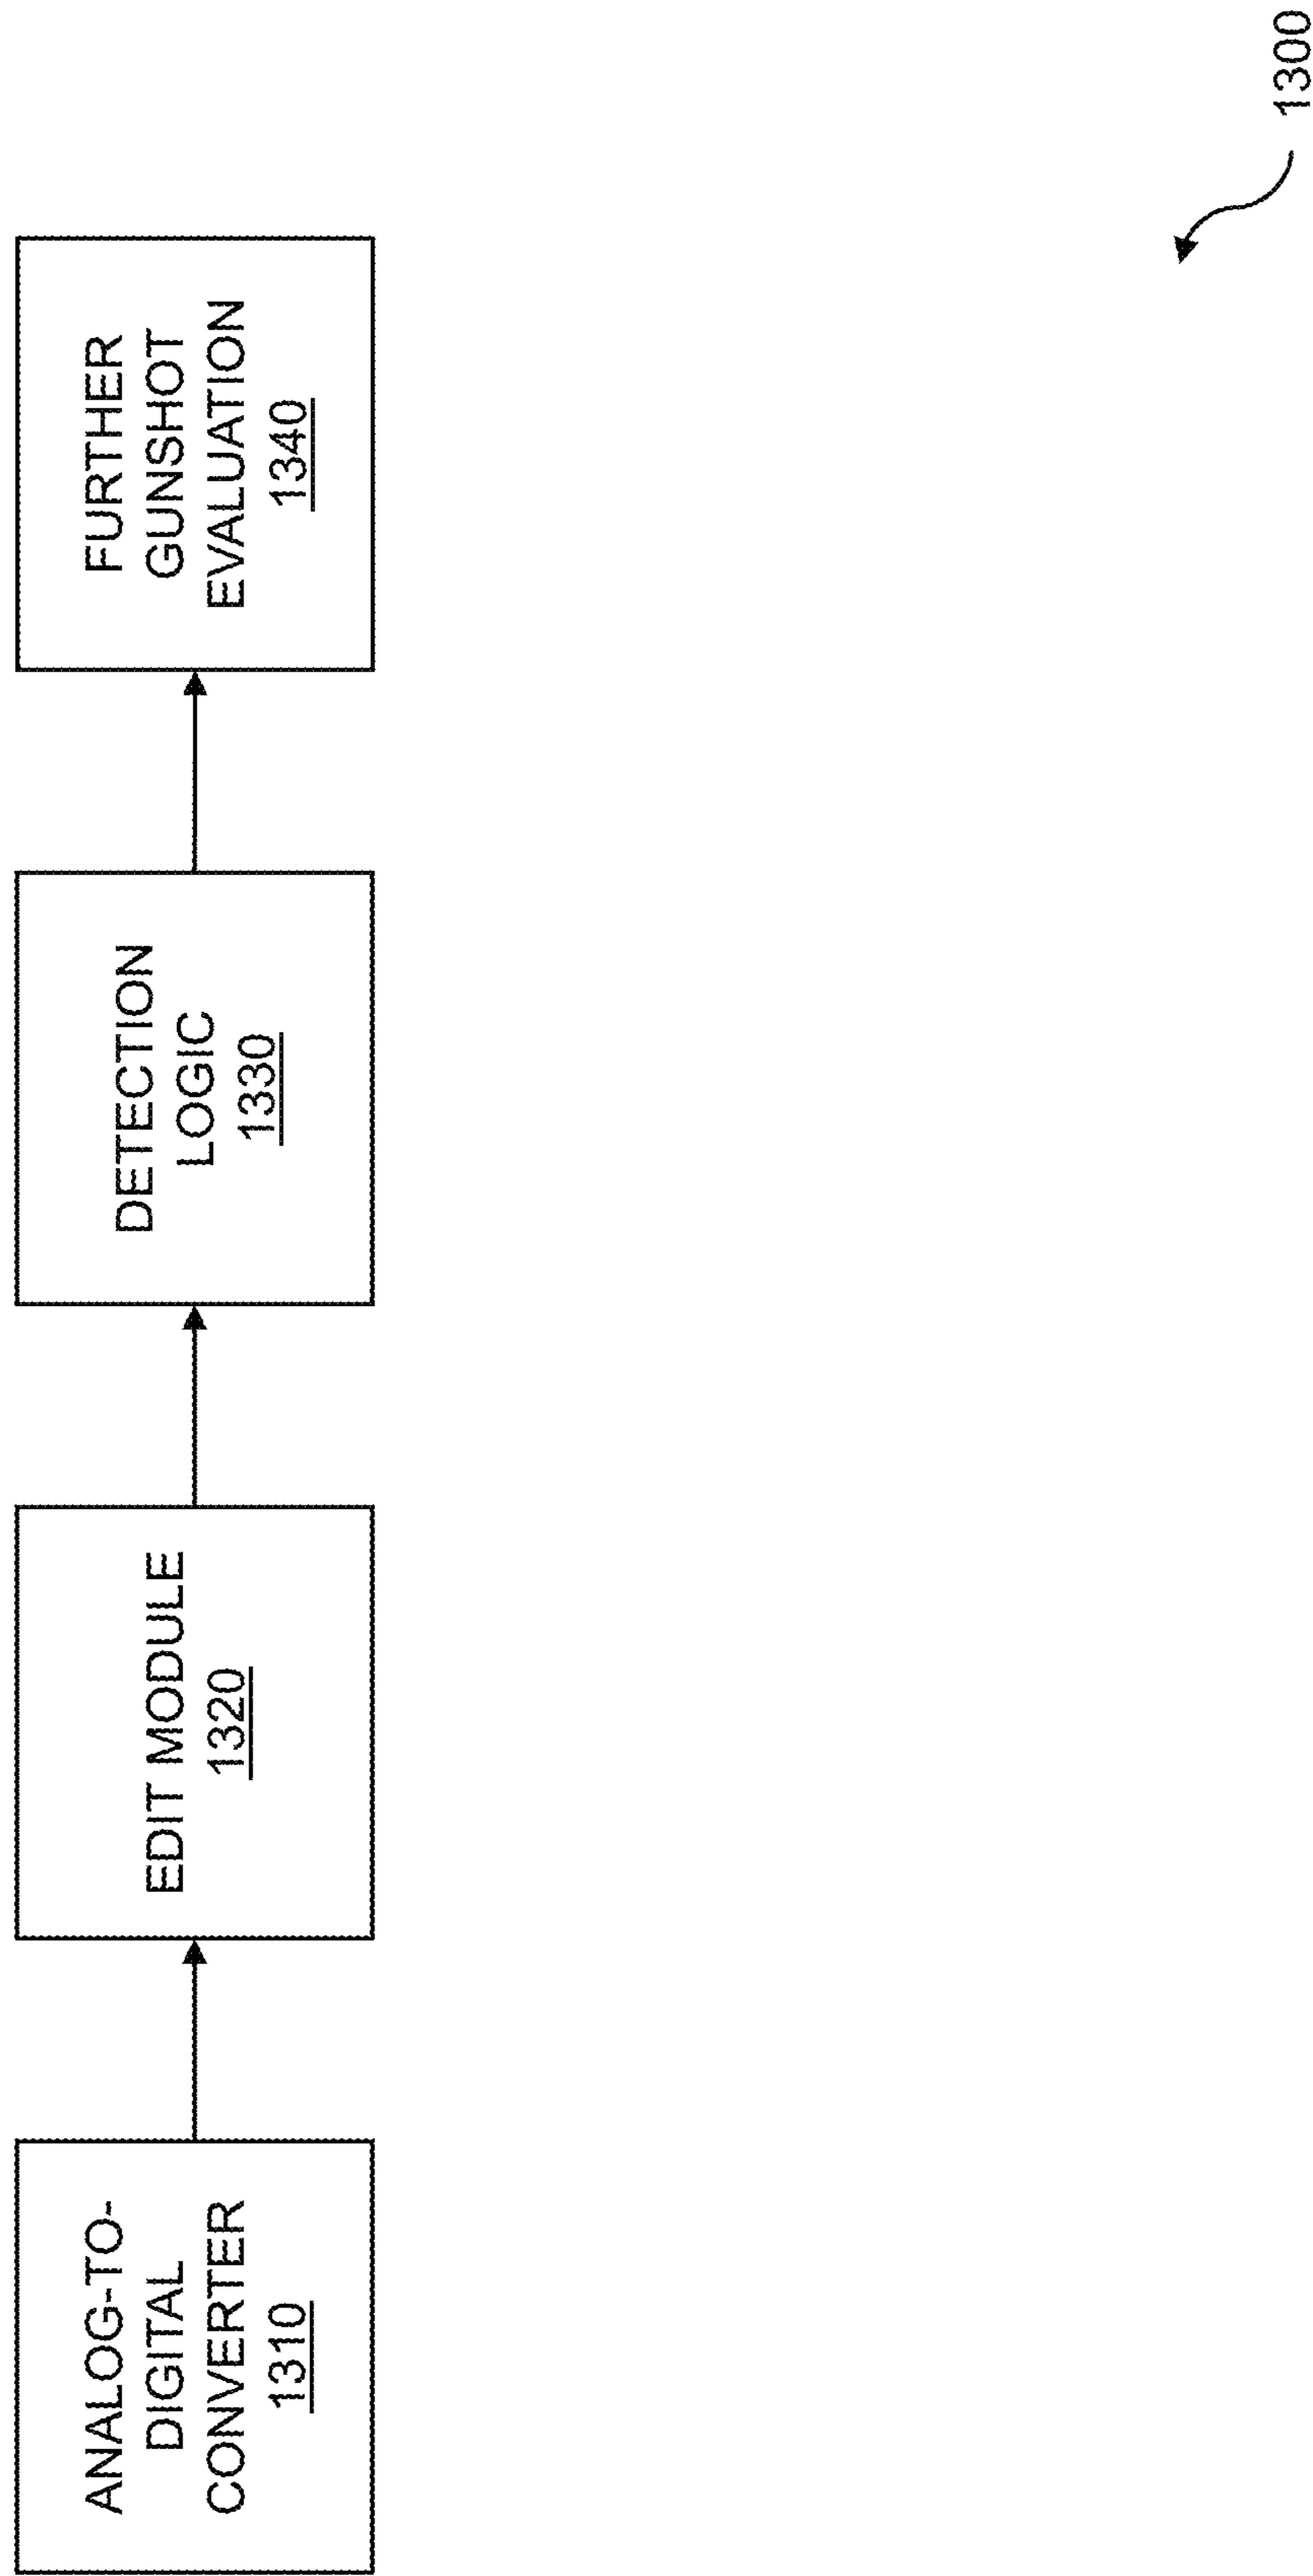 ANALOG-TO-
DIGITAL
CONVERTER
1310
EDIT MODULE
1320
DETECTION
LOGIC
1330
FURTHER
GUNSHOT
EVALUATION
1340
1300